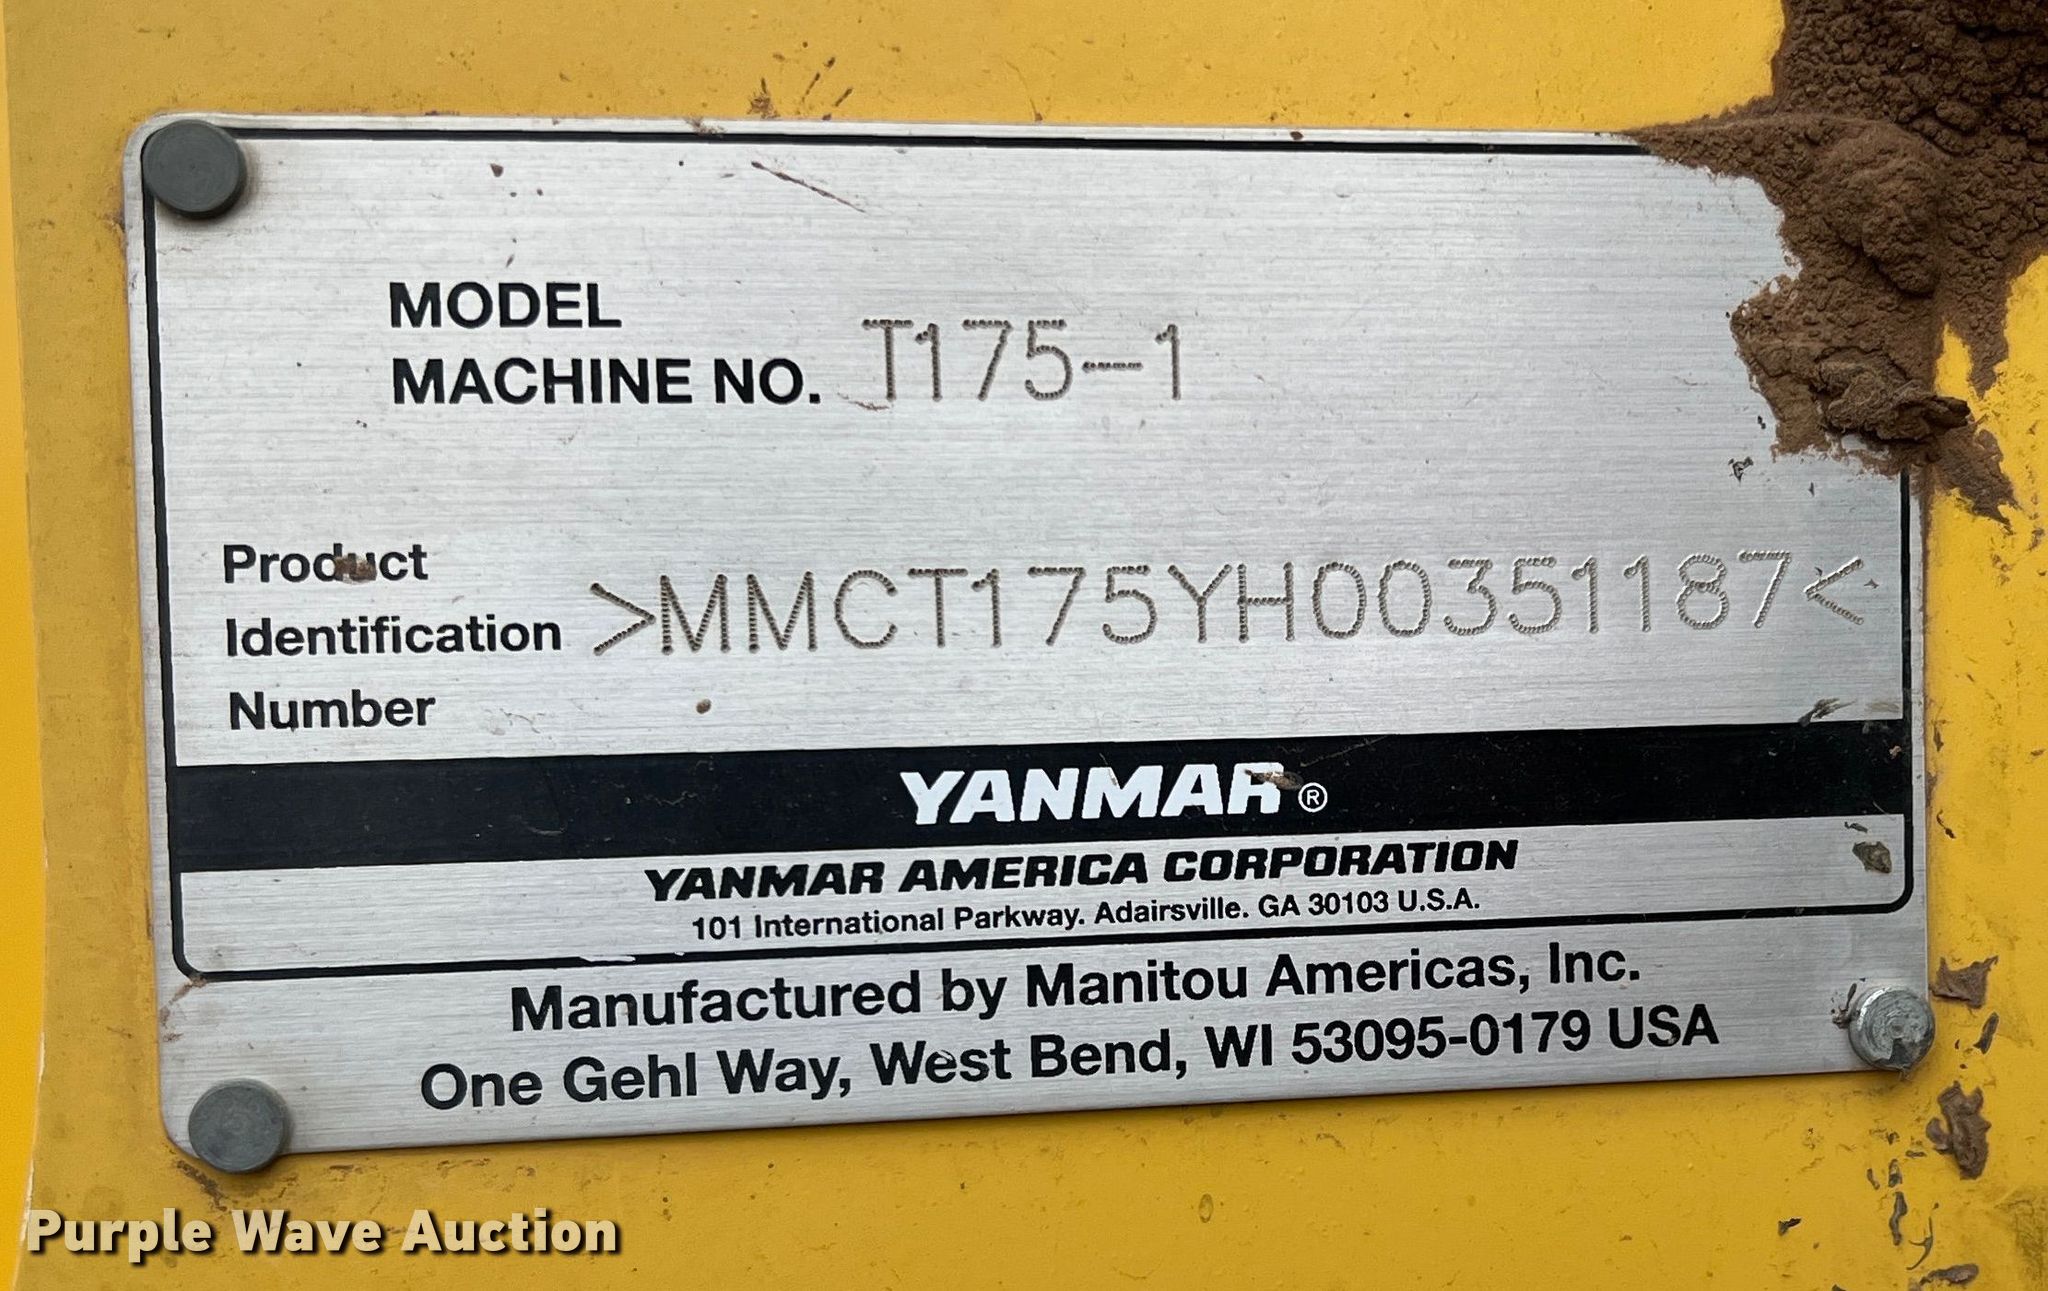 MODEL
MACHINE NO. T175-1
Product
Identification >MMCT175YH00351187<
Number
YANMAR®
YANMAR AMERICA CORPORATION
101 International Parkway. Adairsville. GA 30103 U.S.A.
Manufactured by Manitou Americas, Inc.
One Gehl Way, West Bend, WI 53095-0179 USA
Purple Wave Auction